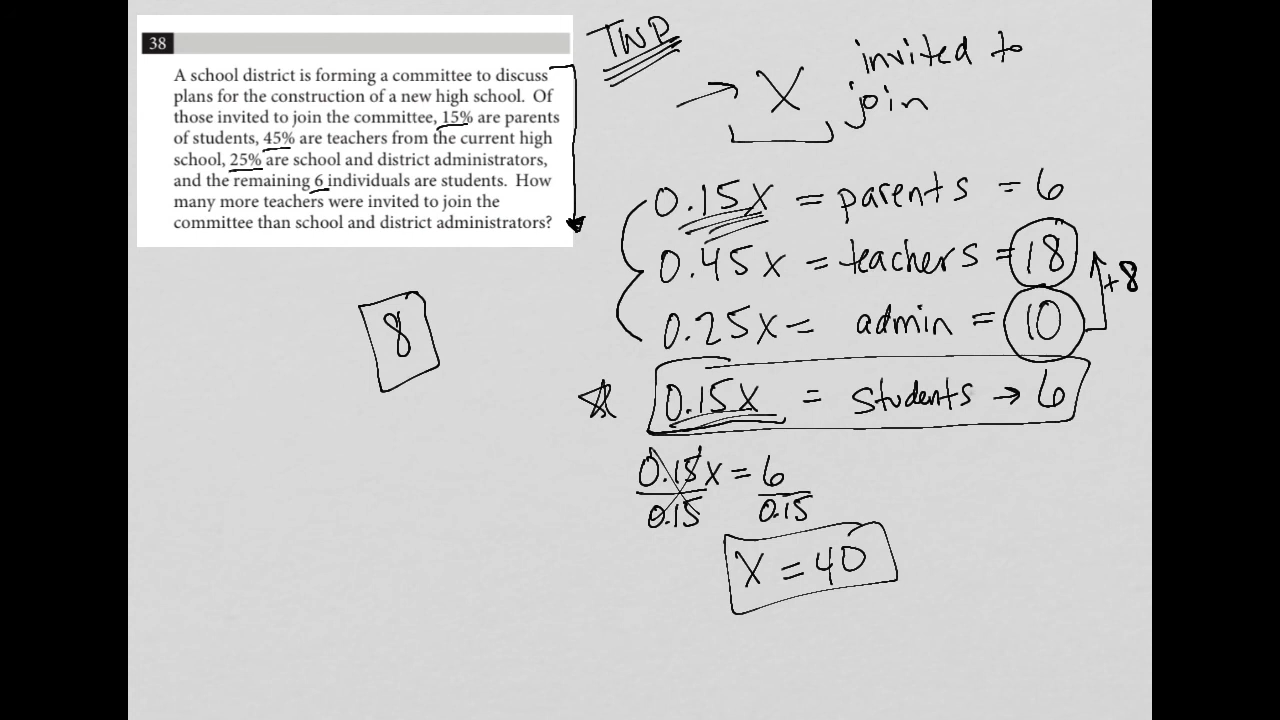 38
A school district is forming a committee to discuss
plans for the construction of a new high school. Of
those invited to join the committee, 15% are parents
of students, 45% are teachers from the current high
school, 25% are school and district administrators,
and the remaining 6 individuals are students. How
many more teachers were invited to join the
committee than school and district administrators?
8
TWP
→ X invited to
join
0.15X = parents = 6
0.45X = teachers = 18
+8
0.25X = admin = 10
0.15X = students → 6
0.15X = 6
0.15 0.15
X = 40